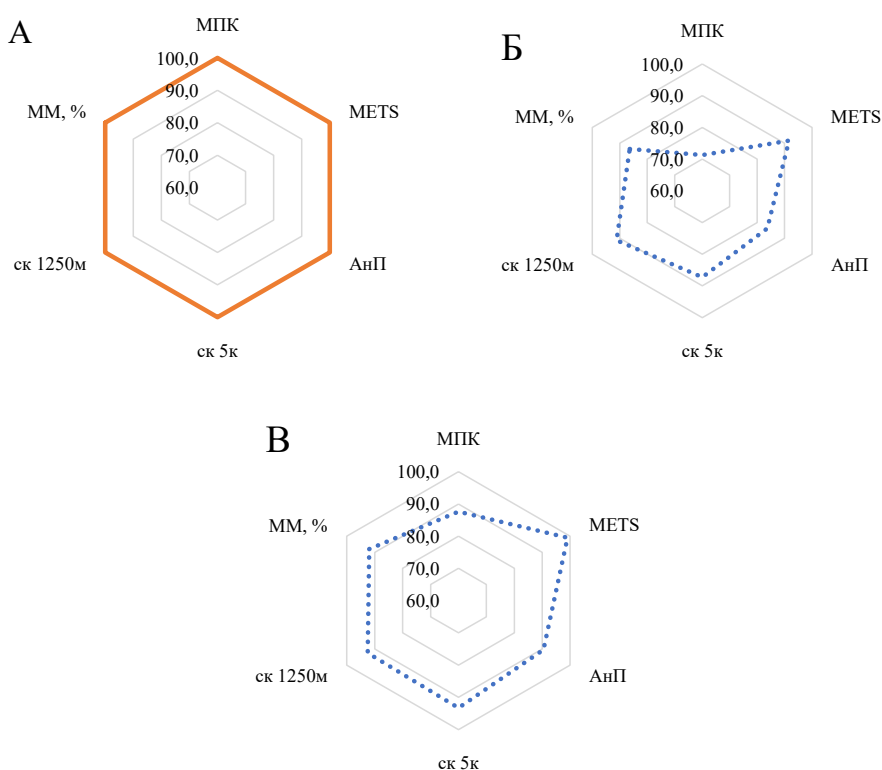 А
МПК
100,0
90,0
80,0
70,0
60,0
METS
АнП
ск 5к
ск 1250м
ММ, %
Б
МПК
100,0
90,0
80,0
70,0
60,0
METS
АнП
ск 5к
ск 1250м
ММ, %
В
МПК
100,0
90,0
80,0
70,0
60,0
METS
АнП
ск 5к
ск 1250м
ММ, %